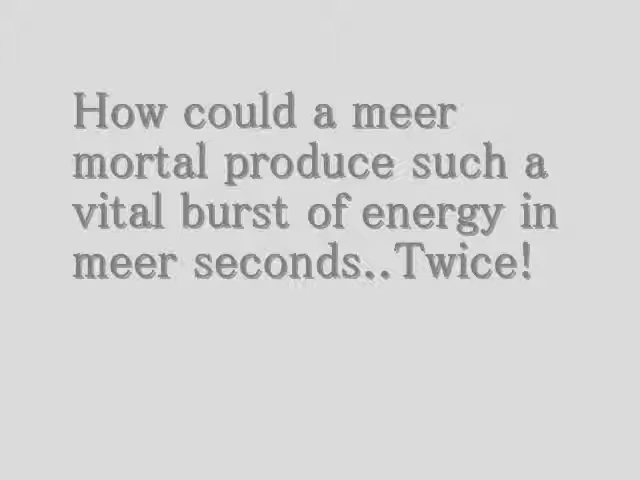 How could a meer
mortal produce such a
vital burst of energy in
meer seconds..Twice!